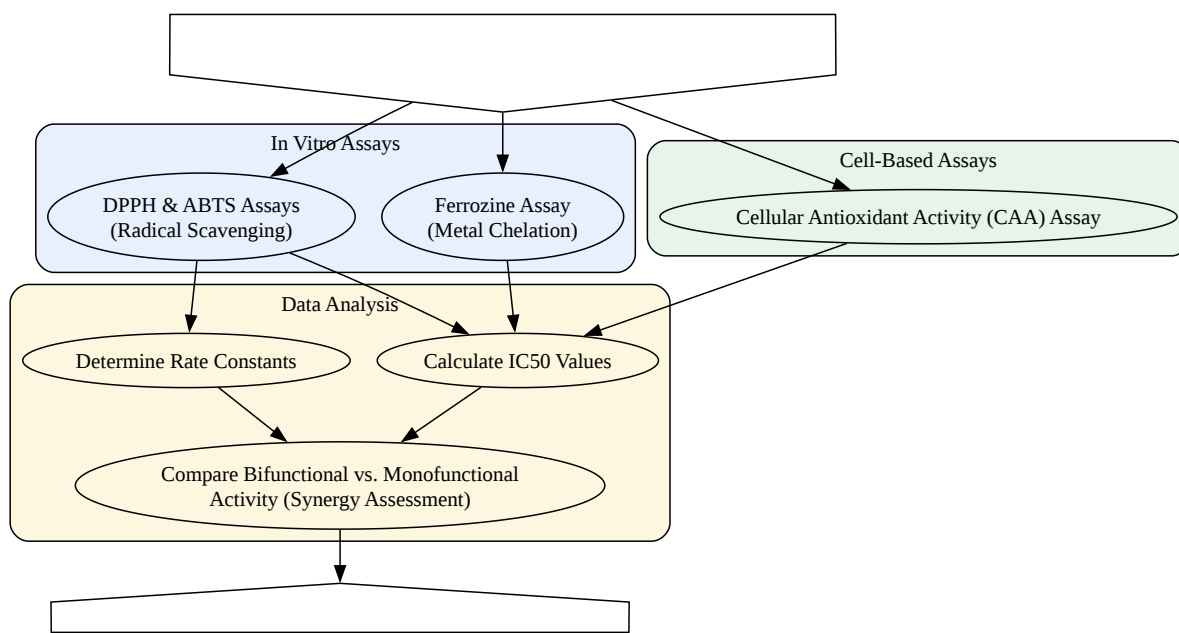 In Vitro Assays
Cell-Based Assays
DPPH & ABTS Assays
(Radical Scavenging)
Ferrozine Assay
(Metal Chelation)
Cellular Antioxidant Activity (CAA) Assay
Data Analysis
Determine Rate Constants
Calculate IC50 Values
Compare Bifunctional vs. Monofunctional
Activity (Synergy Assessment)